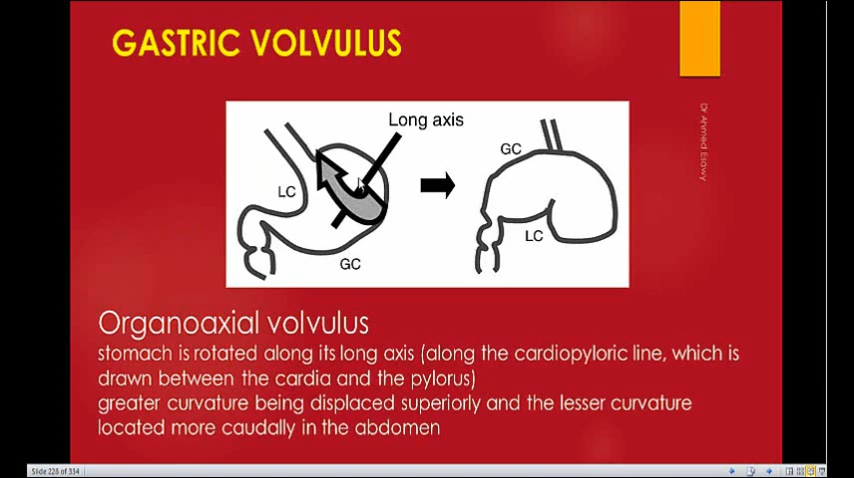 GASTRIC VOLVULUS
Dr Ahmed Esawy
Long axis
LC
GC
GC
LC
Organoaxial volvulus
stomach is rotated along its long axis (along the cardiopyloric line, which is
drawn between the cardia and the pylorus)
greater curvature being displaced superiorly and the lesser curvature
located more caudally in the abdomen
Slide 228 of 334